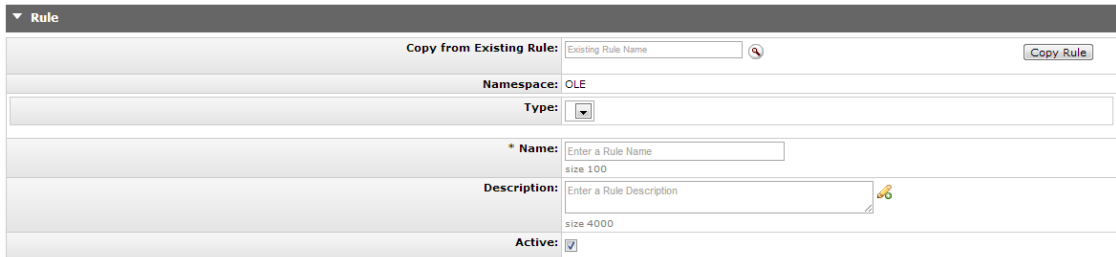 Rule
Copy from Existing Rule: Existing Rule Name Copy Rule
Namespace: OLE
Type:
* Name: Enter a Rule Name
size 100
Description: Enter a Rule Description
size 4000
Active: